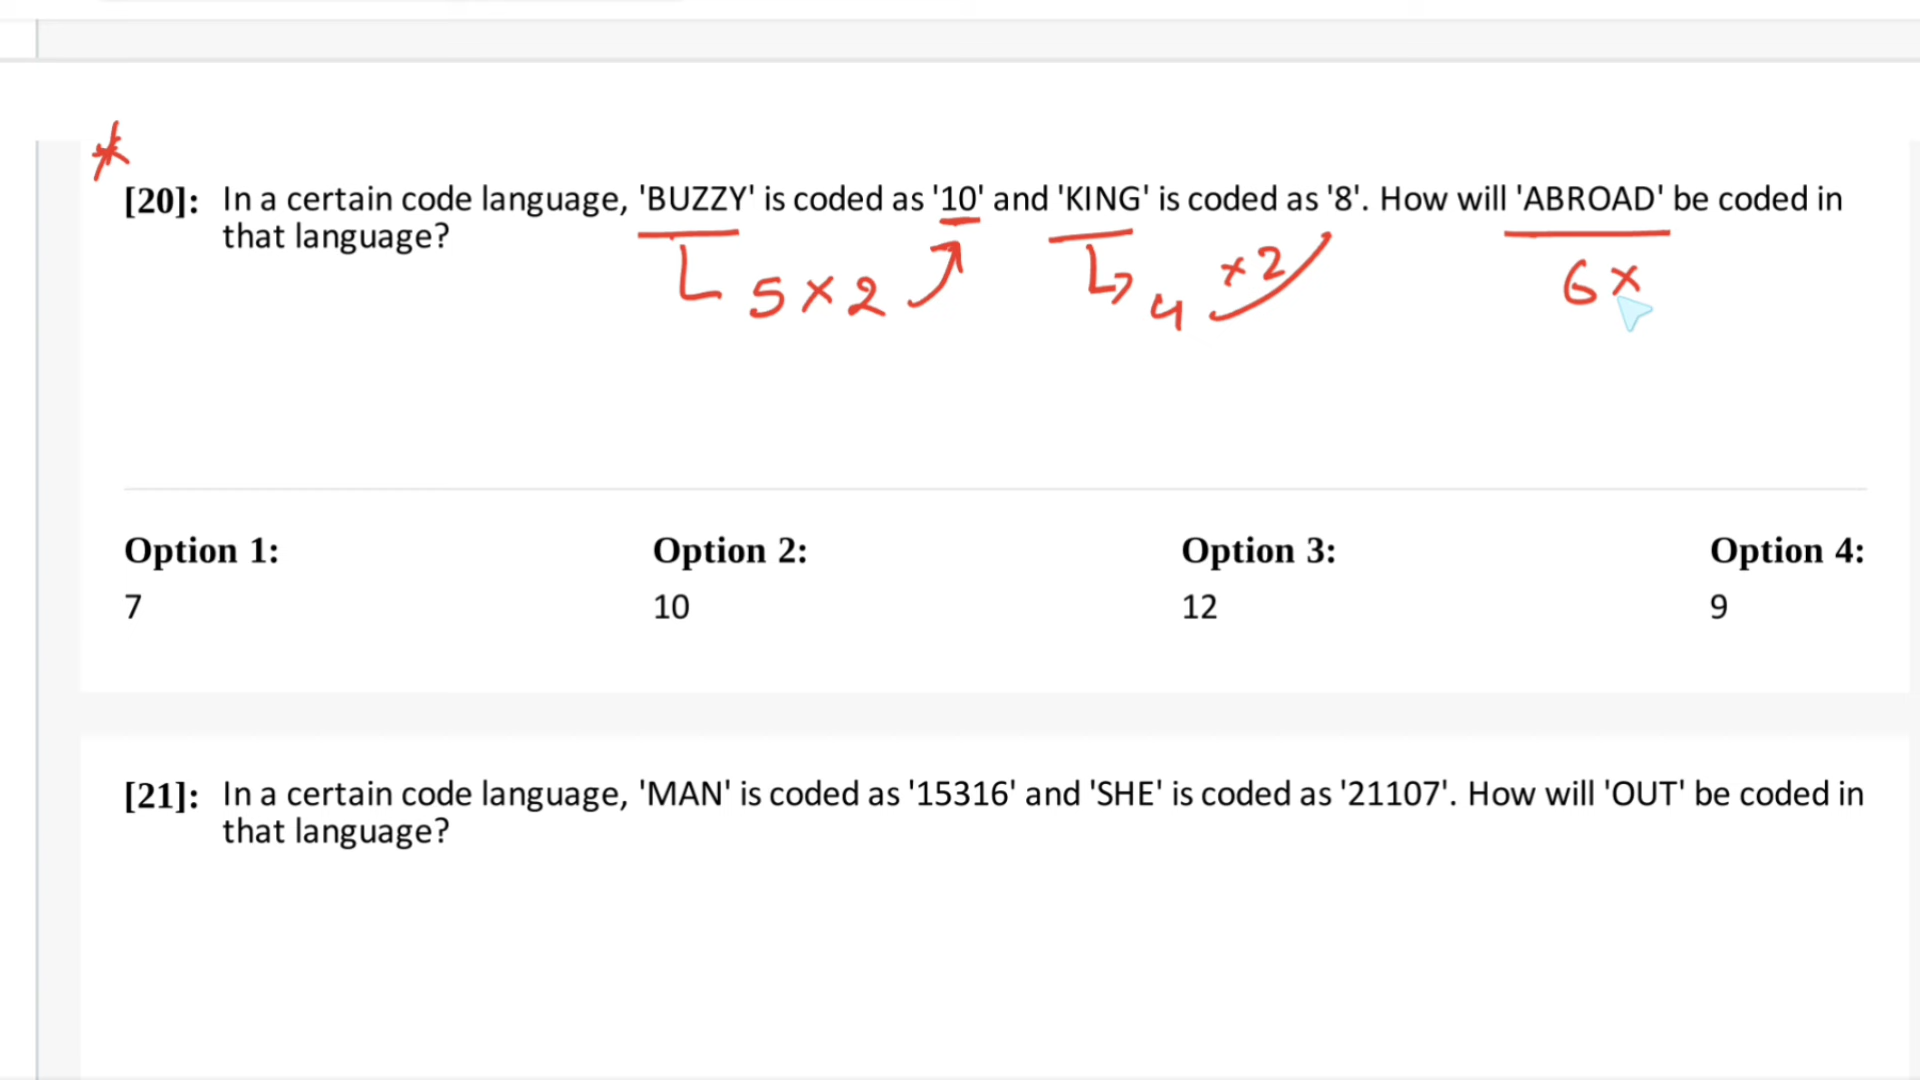 *
[20]: In a certain code language, 'BUZZY' is coded as '10' and 'KING' is coded as '8'. How will 'ABROAD' be coded in
that language?
5 × 2
4 × 2
6 ×
Option 1: Option 2: Option 3: Option 4:
7 10 12 9
[21]: In a certain code language, 'MAN' is coded as '15316' and 'SHE' is coded as '21107'. How will 'OUT' be coded in
that language?